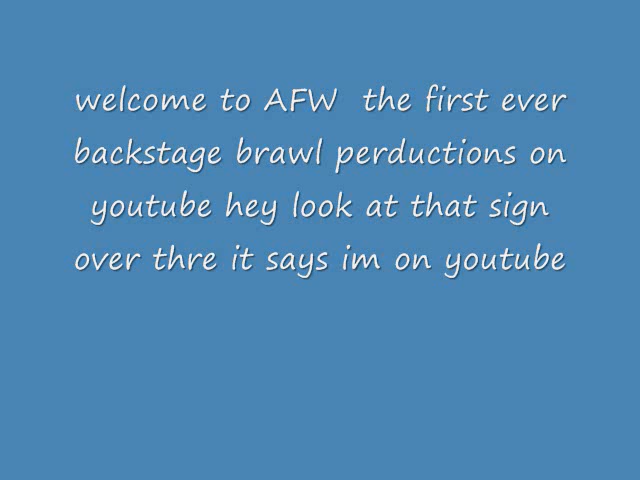 welcome to AFW  the first ever
backstage brawl perductions on
youtube hey look at that sign
over thre it says im on youtube